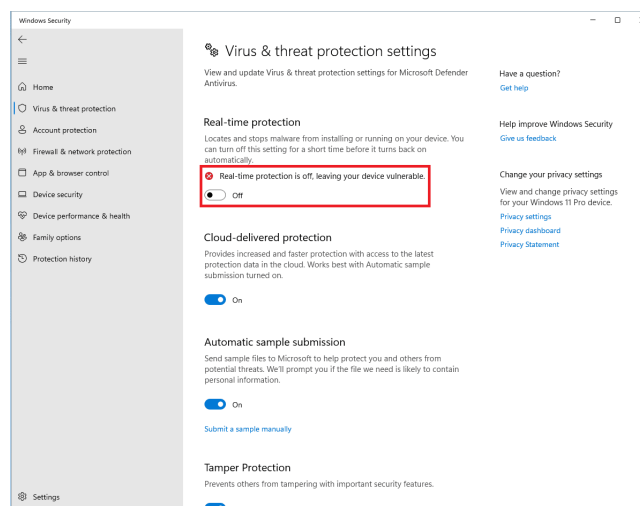 Windows Security
Virus & threat protection settings
View and update Virus & threat protection settings for Microsoft Defender
Antivirus.
Real-time protection
Locates and stops malware from installing or running on your device. You
can turn off this setting for a short time before it turns back on
automatically.
Real-time protection is off, leaving your device vulnerable.
Off
Cloud-delivered protection
Provides increased and faster protection with access to the latest
protection data in the cloud. Works best with Automatic sample
submission turned on.
On
Automatic sample submission
Send sample files to Microsoft to help protect you and others from
potential threats. We'll prompt you if the file we need is likely to contain
personal information.
On
Submit a sample manually
Tamper Protection
Prevents others from tampering with important security features.
Home
Virus & threat protection
Account protection
Firewall & network protection
App & browser control
Device security
Device performance & health
Family options
Protection history
Settings
Have a question?
Get help
Help improve Windows Security
Give us feedback
Change your privacy settings
View and change privacy settings
for your Windows 11 Pro device.
Privacy settings
Privacy dashboard
Privacy Statement